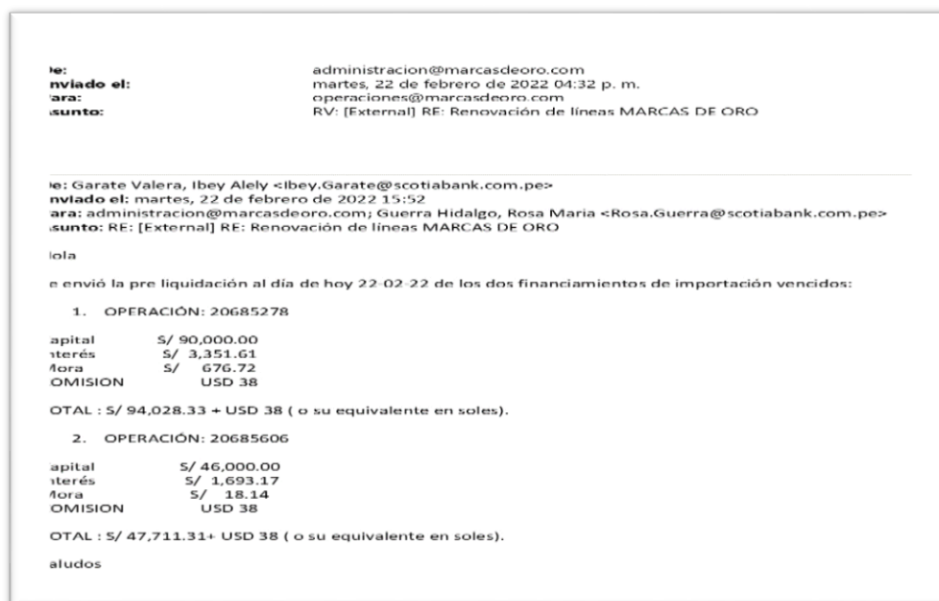 e:	administracion@marcasdeoro.com
nviado el:	martes, 22 de febrero de 2022 04:32 p. m.
ara:	operaciones@marcasdeoro.com
sunto:	RV: [External] RE: Renovación de líneas MARCAS DE ORO
e: Garate Valera, Ibey Alely <Ibey.Garate@scotiabank.com.pe>
nviado el: martes, 22 de febrero de 2022 15:52
ara: administracion@marcasdeoro.com; Guerra Hidalgo, Rosa Maria <Rosa.Guerra@scotiabank.com.pe>
sunto: RE: [External] RE: Renovación de líneas MARCAS DE ORO
ola
e envió la pre liquidación al día de hoy 22-02-22 de los dos financiamientos de importación vencidos:
1. OPERACIÓN: 20685278
apital S/ 90,000.00
terés S/ 3,351.61
ora S/ 676.72
OMISION USD 38
OTAL : S/ 94,028.33 + USD 38 ( o su equivalente en soles).
2. OPERACIÓN: 20685606
apital S/ 46,000.00
terés S/ 1,693.17
ora S/ 18.14
OMISION USD 38
OTAL : S/ 47,711.31+ USD 38 ( o su equivalente en soles).
aludos